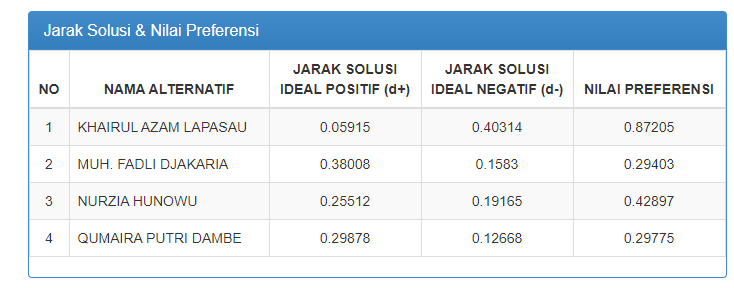 Jarak Solusi & Nilai Preferensi
NO NAMA ALTERNATIF JARAK SOLUSI IDEAL POSITIF (d+) JARAK SOLUSI IDEAL NEGATIF (d-) NILAI PREFERENSI
1 KHAIRUL AZAM LAPASAU 0.05915 0.40314 0.87205
2 MUH. FADLI DJAKARIA 0.38008 0.1583 0.29403
3 NURZIA HUNOWU 0.25512 0.19165 0.42897
4 QUMAIRA PUTRI DAMBE 0.29878 0.12668 0.29775